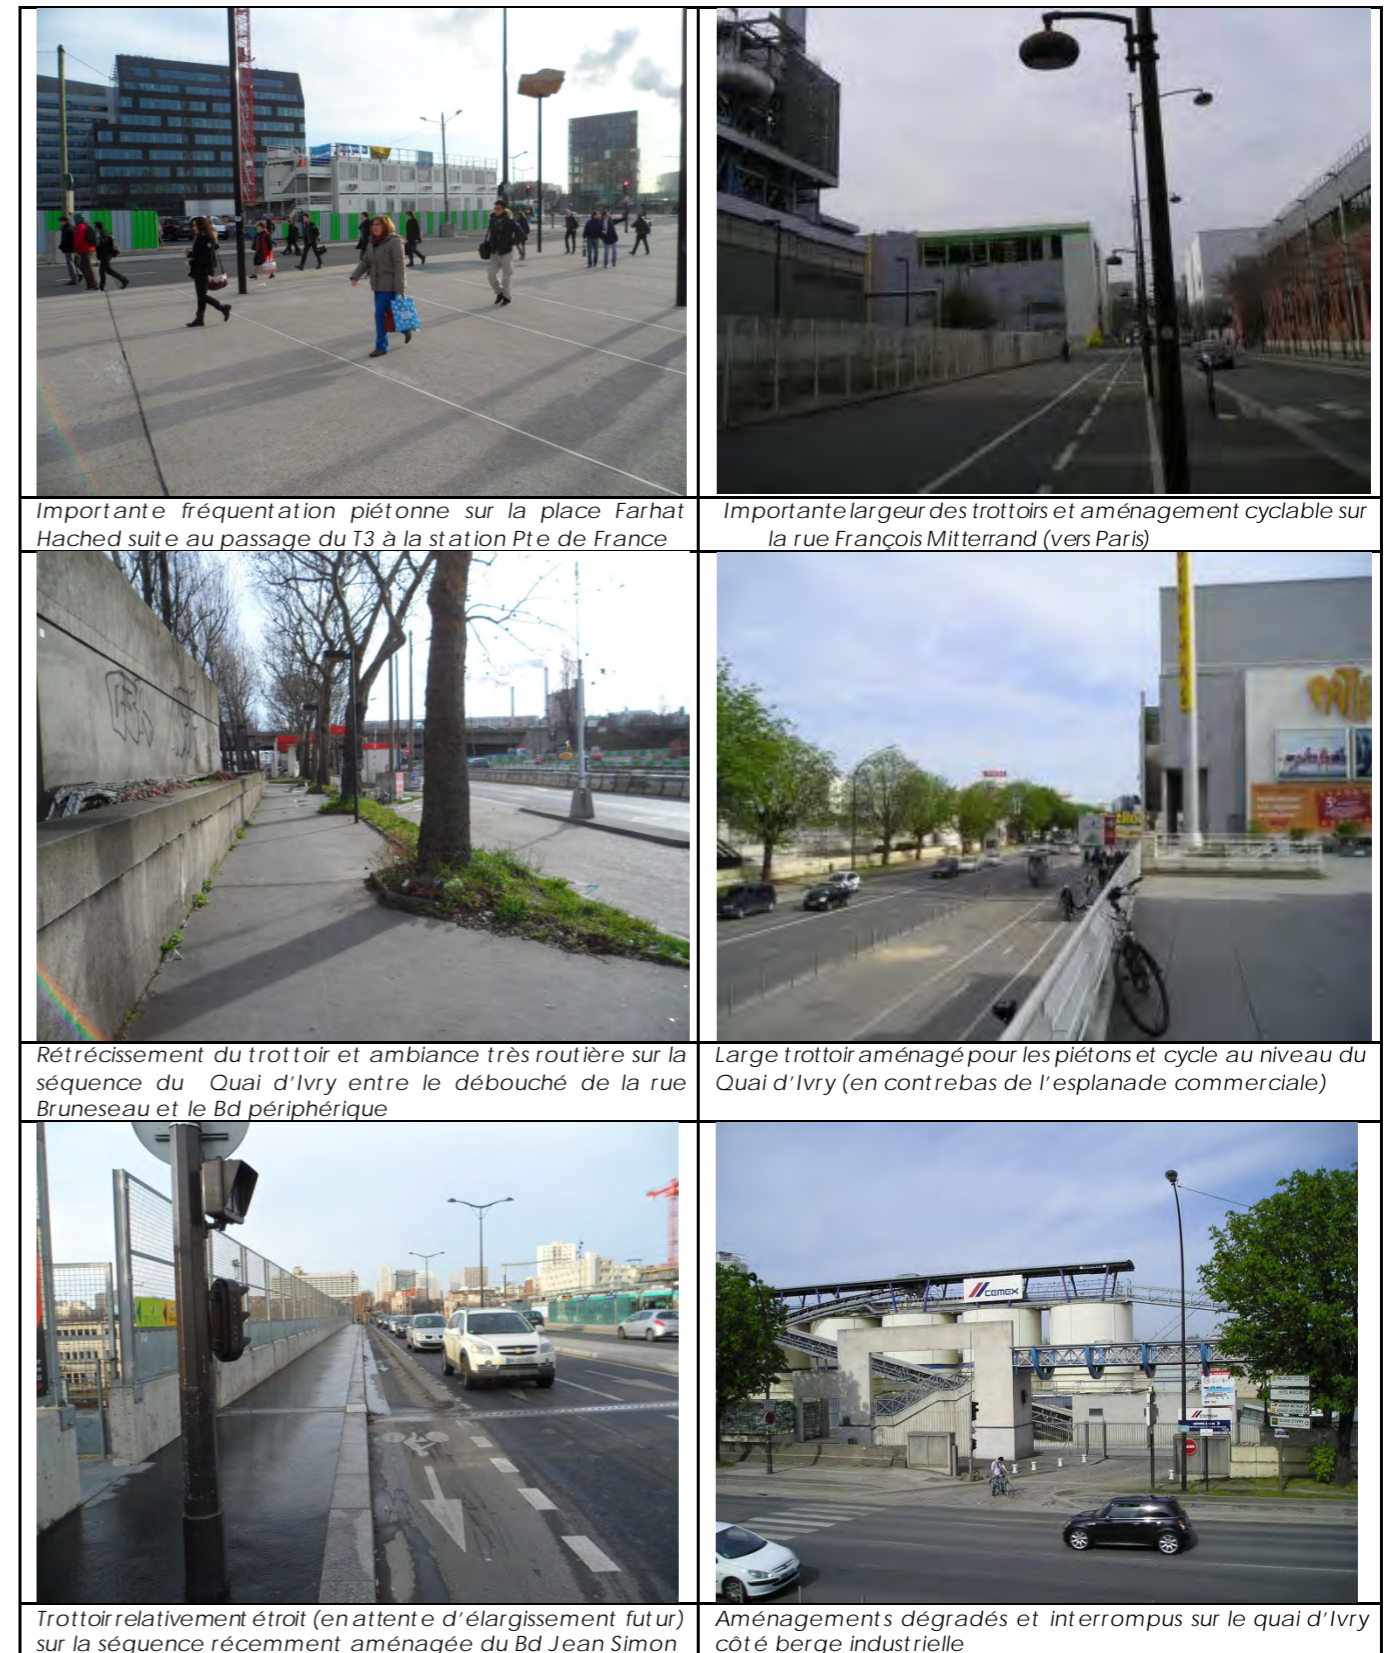 Importante fréquentation piétonne sur la place Farhat
Hached suite au passage du T3 à la station Pte de France
Importante largeur des trottoirs et aménagement cyclable sur
la rue François Mitterrand (vers Paris)
Rétrécissement du trottoir et ambiance très routière sur la
séquence du Quai d'Ivry entre le débouché de la rue
Bruneseau et le Bd périphérique
Large trottoir aménagé pour les piétons et cycle au niveau du
Quai d'Ivry (en contrebas de l'esplanade commerciale)
CEMEX
CEMEX
Trottoir relativement étroit (en attente d'élargissement futur)
sur la séquence récemment aménagée du Bd Jean Simon
Aménagements dégradés et interrompus sur le quai d'Ivry
côté berge industrielle